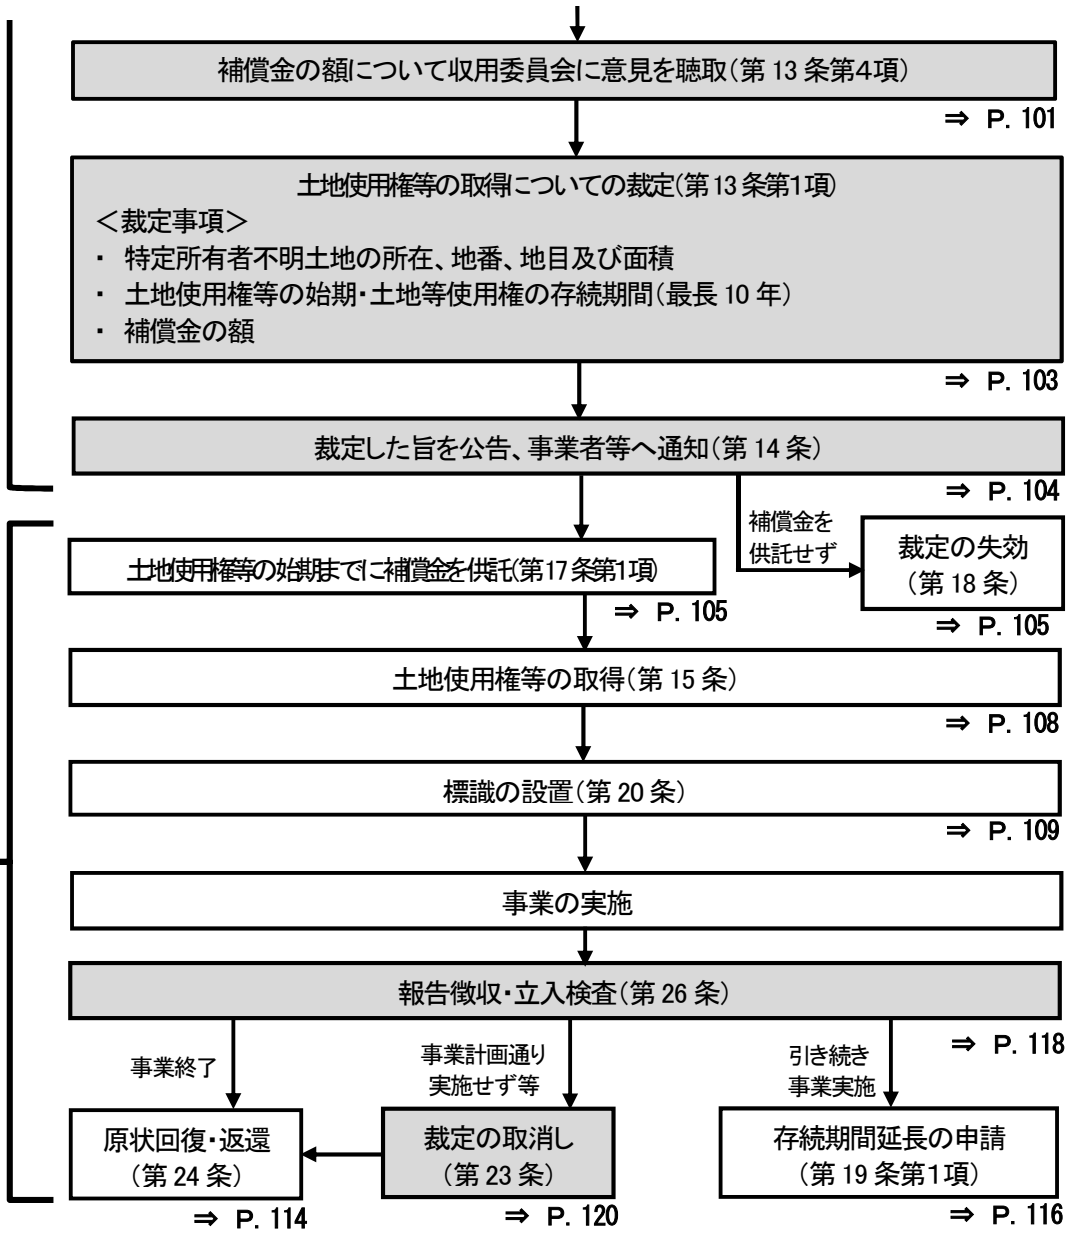 補償金の額について収用委員会に意見を聴取(第13条第4項)
⇒ P. 101
土地使用権等の取得についての裁定(第13条第1項)
＜裁定事項＞
・ 特定所有者不明土地の所在、地番、地目及び面積
・ 土地使用権等の始期・土地等使用権の存続期間(最長10年)
・ 補償金の額
⇒ P. 103
裁定した旨を公告、事業者等へ通知(第14条)
⇒ P. 104
補償金を
供託せず
裁定の失効
(第18条)
⇒ P. 105
土地使用権等の始期までに補償金を供託(第17条第1項)
⇒ P. 105
土地使用権等の取得(第15条)
⇒ P. 108
標識の設置(第20条)
⇒ P. 109
事業の実施
報告徴収・立入検査(第26条)
⇒ P. 118
事業終了
事業計画通り
実施せず等
引き続き
事業実施
原状回復・返還
(第24条)
⇒ P. 114
裁定の取消し
(第23条)
⇒ P. 120
存続期間延長の申請
(第19条第1項)
⇒ P. 116